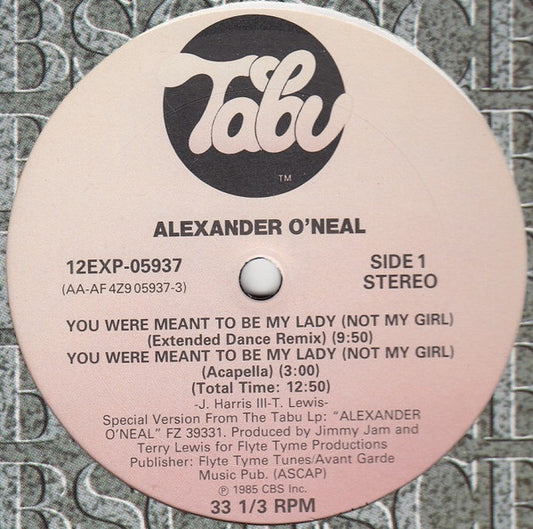 Tabu
TM
ALEXANDER O'NEAL
12EXP-05937
SIDE 1
(AA-AF 4Z9 05937-3)
STEREO
YOU WERE MEANT TO BE MY LADY (NOT MY GIRL)
(Extended Dance Remix) (9:50)
YOU WERE MEANT TO BE MY LADY (NOT MY GIRL)
(Acapella) (3:00)
(Total Time: 12:50)
-J. Harris III-T. Lewis-
Special Version From The Tabu Lp: "ALEXANDER
O'NEAL" FZ 39331. Produced by Jimmy Jam and
Terry Lewis for Flyte Tyme Productions
Publisher: Flyte Tyme Tunes/Avant Garde
Music Pub. (ASCAP)
℗ 1985 CBS Inc.
33 1/3 RPM